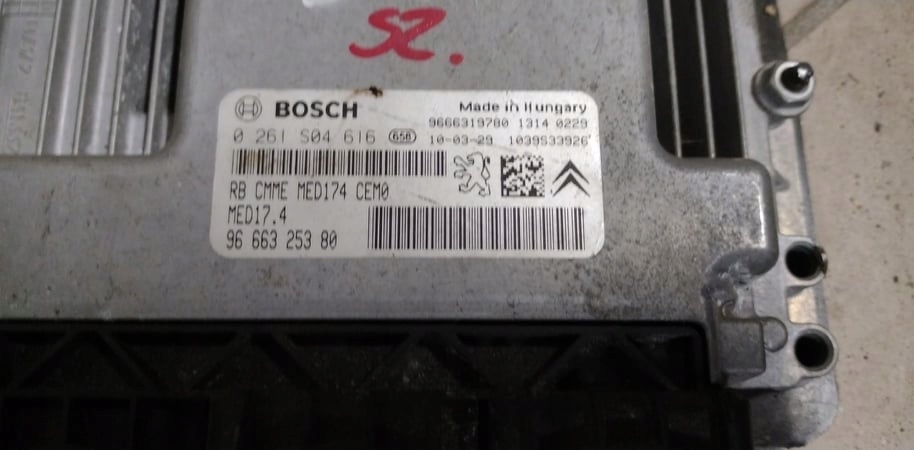 SZ.
BOSCH
Made in Hungary
9666319780 1314 0229
0 261 S04 616 658 10-03-29 1039S33926
RB CMME MED174 CEM0
MED17.4
96 663 253 80